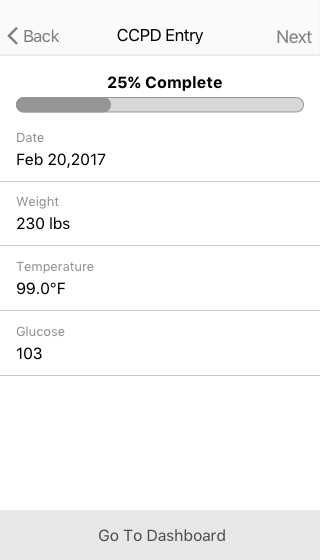 Back CCPD Entry Next
25% Complete
Date
Feb 20,2017
Weight
230 lbs
Temperature
99.0°F
Glucose
103
Go To Dashboard